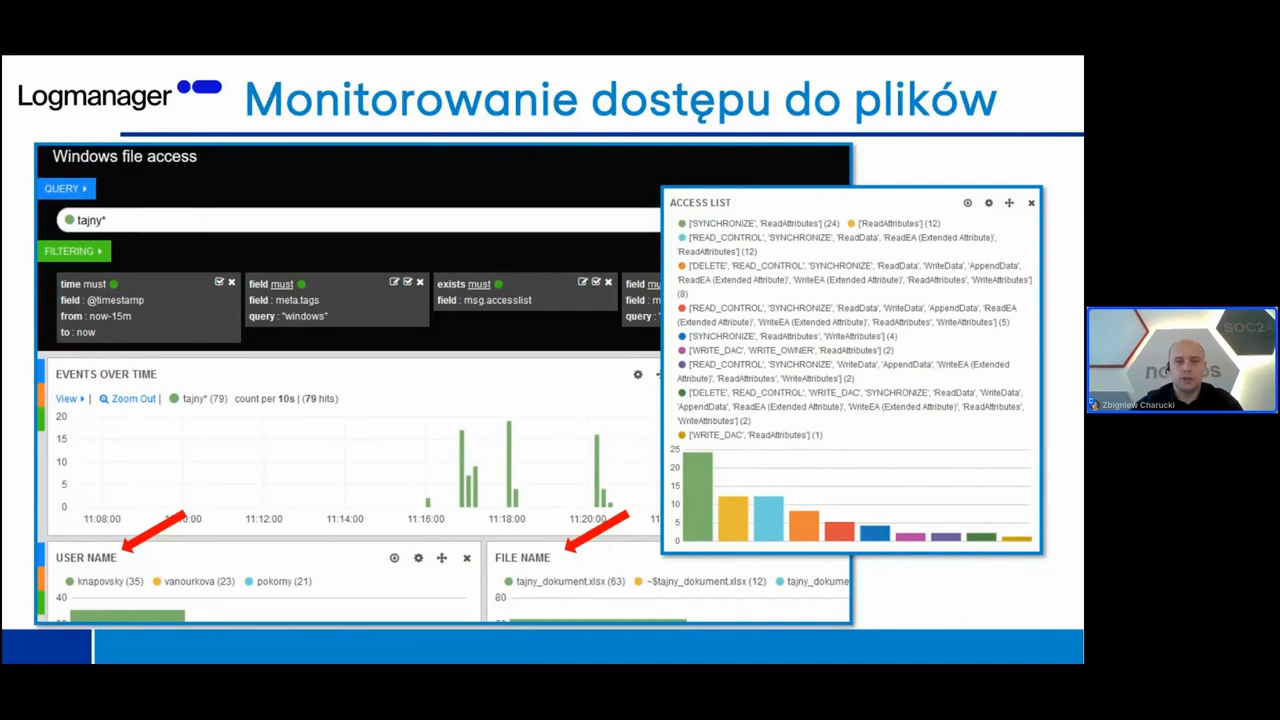 Logmanager
Monitorowanie dostępu do plików
Windows file access
QUERY
tajny*
FILTERING
time must
field : @timestamp
from : now-15m
to : now
field must
field : meta.tags
query : "windows"
exists must
field : msg.accesslist
field mu
field : m
query : "
EVENTS OVER TIME
View Zoom Out tajny* (79) count per 10s | (79 hits)
20
15
10
5
0
11:08:00 :00 11:12:00 11:14:00 11:16:00 11:18:00 11:20:00
USER NAME
knapovsky (35) vanourkova (23) pokorny (21)
40
FILE NAME
tajny_dokument.xlsx (63) ~$tajny_dokument.xlsx (12) tajny_dokume
80
ACCESS LIST
['SYNCHRONIZE', 'ReadAttributes'] (24) ['ReadAttributes'] (12)
['READ_CONTROL', 'SYNCHRONIZE', 'ReadData', 'ReadEA (Extended Attribute)',
'ReadAttributes'] (12)
['DELETE', 'READ_CONTROL', 'SYNCHRONIZE', 'ReadData', 'WriteData', 'AppendData',
'ReadEA (Extended Attribute)', 'WriteEA (Extended Attribute)', 'ReadAttributes', 'WriteAttributes']
(8)
['READ_CONTROL', 'SYNCHRONIZE', 'ReadData', 'WriteData', 'AppendData', 'ReadEA
(Extended Attribute)', 'WriteEA (Extended Attribute)', 'ReadAttributes', 'WriteAttributes'] (5)
['SYNCHRONIZE', 'ReadAttributes', 'WriteAttributes'] (4)
['WRITE_DAC', 'WRITE_OWNER', 'ReadAttributes'] (2)
['READ_CONTROL', 'SYNCHRONIZE', 'WriteData', 'AppendData', 'WriteEA (Extended
Attribute)', 'ReadAttributes', 'WriteAttributes'] (2)
['DELETE', 'READ_CONTROL', 'WRITE_DAC', 'SYNCHRONIZE', 'ReadData', 'WriteData',
'AppendData', 'ReadEA (Extended Attribute)', 'WriteEA (Extended Attribute)', 'ReadAttributes',
'WriteAttributes'] (2)
['WRITE_DAC', 'ReadAttributes'] (1)
25
20
15
10
5
0
SOC24
Zbigniew Charucki